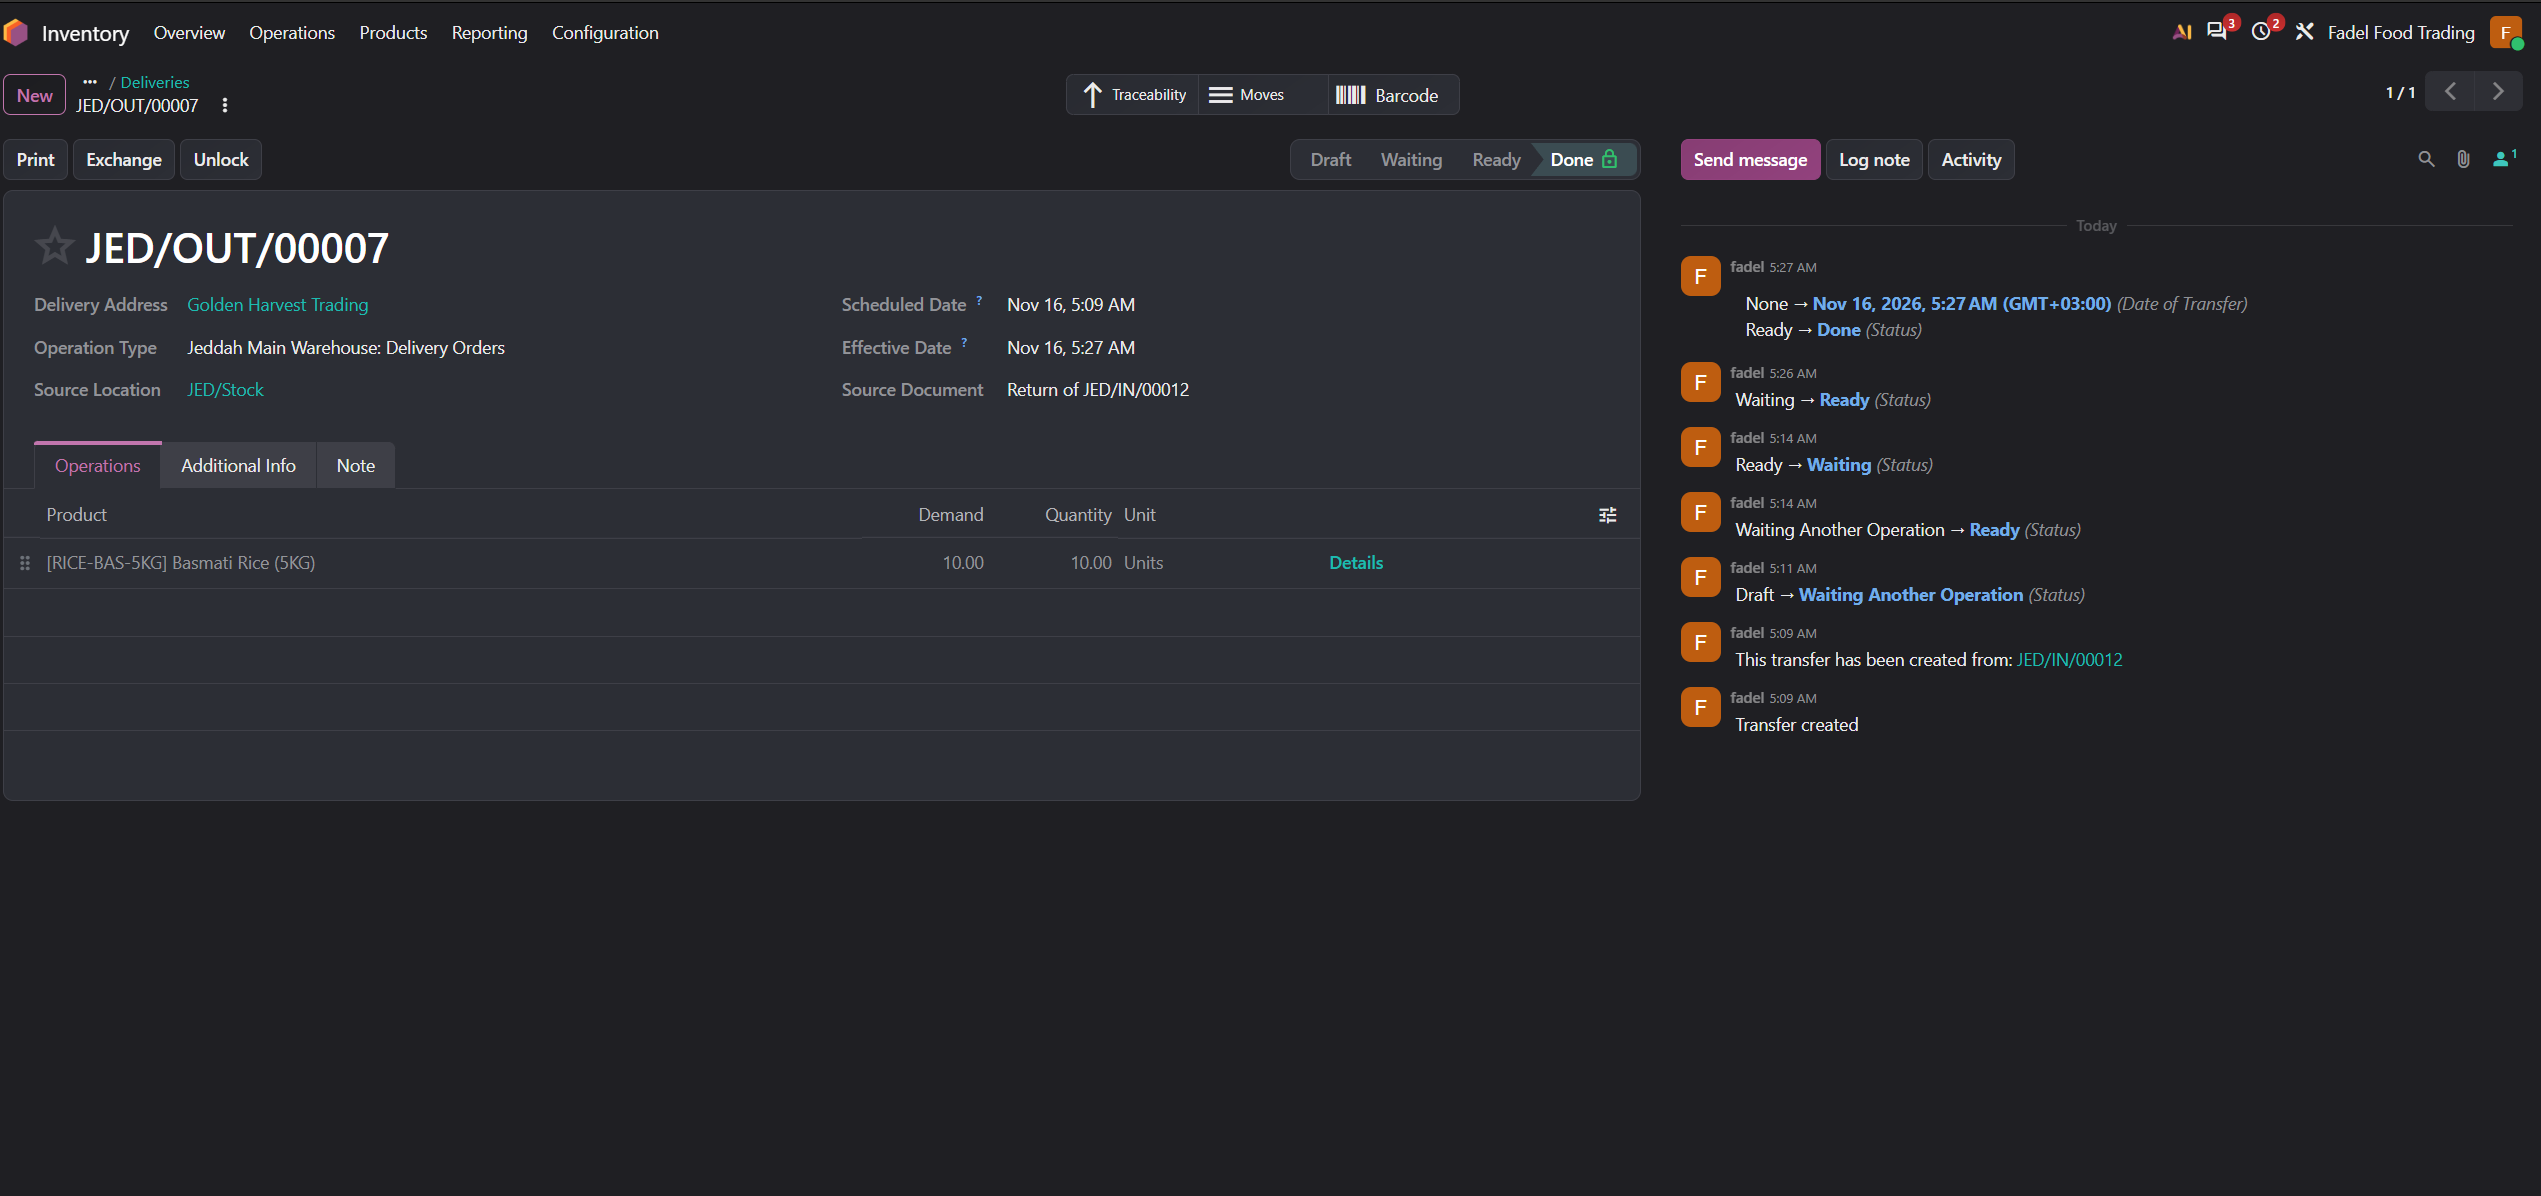 Inventory Overview Operations Products Reporting Configuration
AI 3 2 Fadel Food Trading F
New ... / Deliveries
JED/OUT/00007
Traceability Moves Barcode
1 / 1
Print Exchange Unlock
Draft Waiting Ready Done
Send message Log note Activity
1
JED/OUT/00007
Delivery Address Golden Harvest Trading
Operation Type Jeddah Main Warehouse: Delivery Orders
Source Location JED/Stock
Scheduled Date ? Nov 16, 5:09 AM
Effective Date ? Nov 16, 5:27 AM
Source Document Return of JED/IN/00012
Operations Additional Info Note
Product Demand Quantity Unit
[RICE-BAS-5KG] Basmati Rice (5KG) 10.00 10.00 Units Details
Today
F fadel 5:27 AM
None → Nov 16, 2026, 5:27 AM (GMT+03:00) (Date of Transfer)
Ready → Done (Status)
F fadel 5:26 AM
Waiting → Ready (Status)
F fadel 5:14 AM
Ready → Waiting (Status)
F fadel 5:14 AM
Waiting Another Operation → Ready (Status)
F fadel 5:11 AM
Draft → Waiting Another Operation (Status)
F fadel 5:09 AM
This transfer has been created from: JED/IN/00012
F fadel 5:09 AM
Transfer created